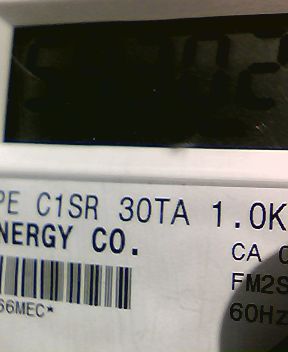 PE C1SR 30TA 1.0K
NERGY CO.
CA
FM2S
66MEC*
60Hz